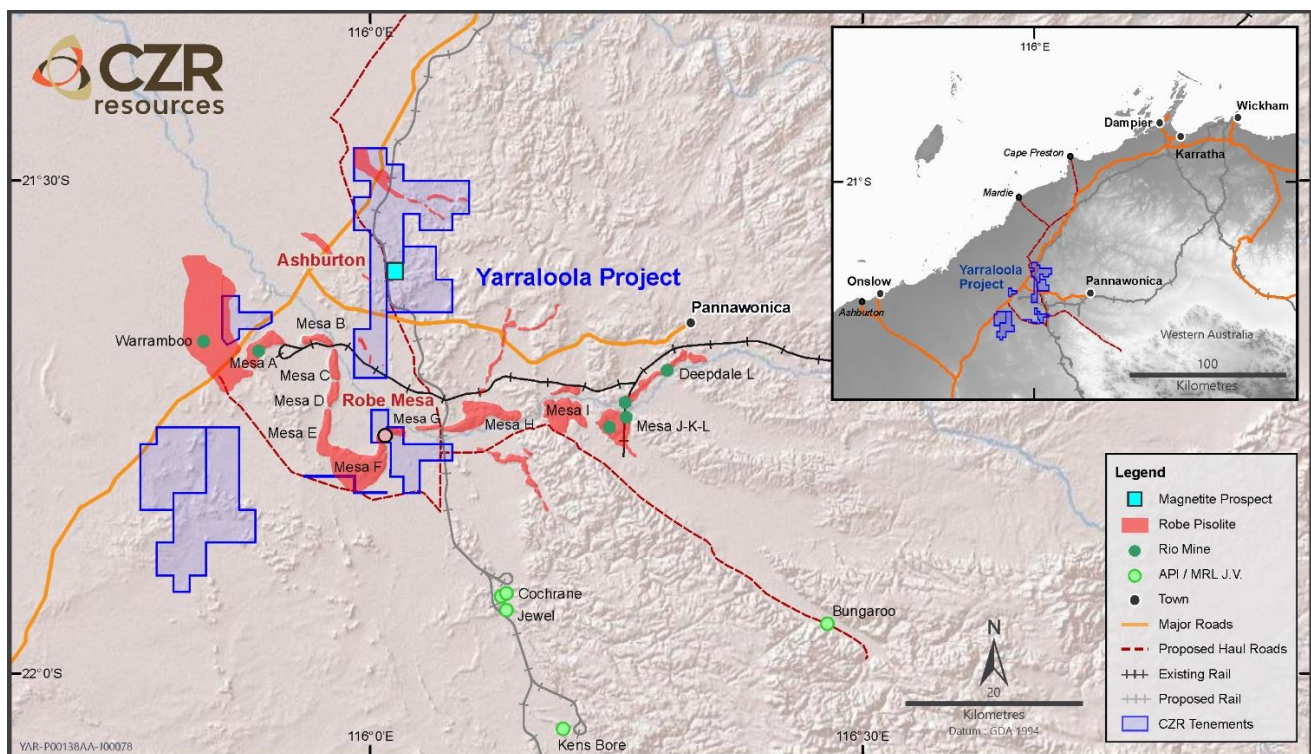 CZR
resources
116°0'E
21°30'S
Ashburton
Yarraloola Project
Pannawonica
Warramboo
Mesa A
Mesa B
Mesa C
Mesa D
Robe Mesa
Mesa E
Mesa F
Mesa G
Mesa H
Mesa I
Deepdale L
Mesa J-K-L
Cochrane
Jewel
Bungaroo
Kens Bore
22°0'S
116°0'E
116°30'E
N
20
Kilometres
Datum : GDA 1994
YAR-P00138AA-J00078
116°E
Wickham
Dampier
Karratha
Cape Preston
21°S
Mardie
Onslow
Ashburton
Yarraloola
Project
Pannawonica
Western Australia
100
Kilometres
Legend
Magnetite Prospect
Robe Pisolite
Rio Mine
API / MRL J.V.
Town
Major Roads
Proposed Haul Roads
Existing Rail
Proposed Rail
CZR Tenements